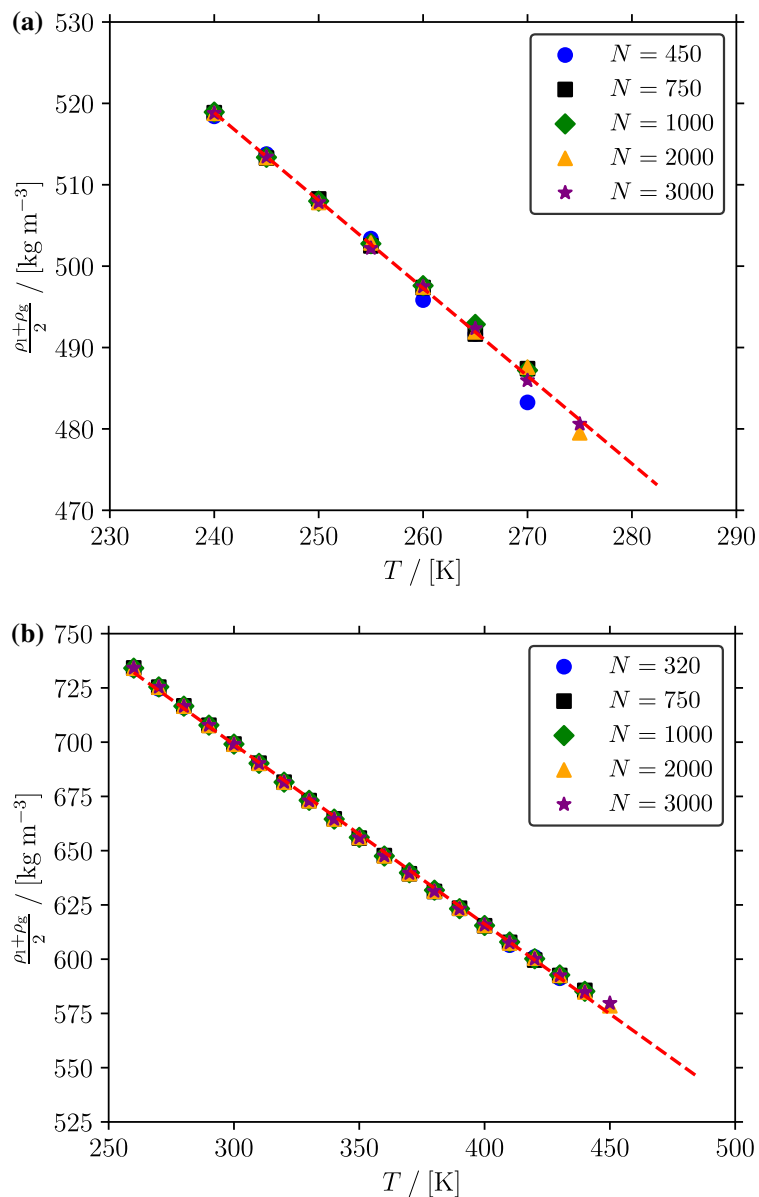 (a)
530
520
510
500
490
480
470
230
240
250
260
270
280
290
T / [K]
ρl+ρg/2 / [kg m−3]
N = 450
N = 750
N = 1000
N = 2000
N = 3000
(b)
750
725
700
675
650
625
600
575
550
525
250
300
350
400
450
500
T / [K]
ρl+ρg/2 / [kg m−3]
N = 320
N = 750
N = 1000
N = 2000
N = 3000